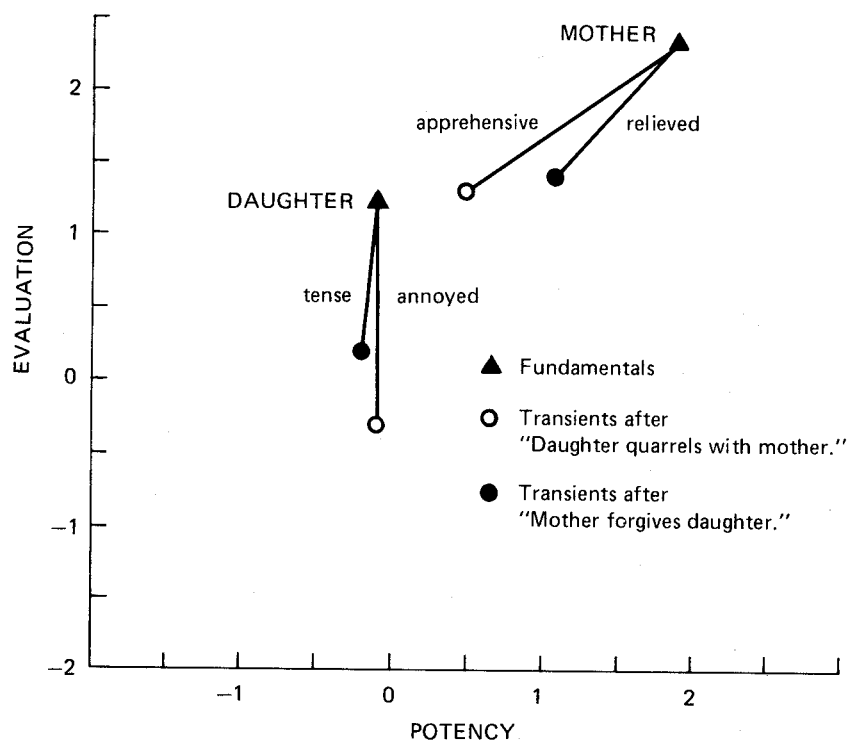 MOTHER
2
apprehensive
relieved
DAUGHTER
1
EVALUATION
tense
annoyed
0
Fundamentals
Transients after
"Daughter quarrels with mother."
Transients after
"Mother forgives daughter."
−1
−2
−1
0
1
2
POTENCY